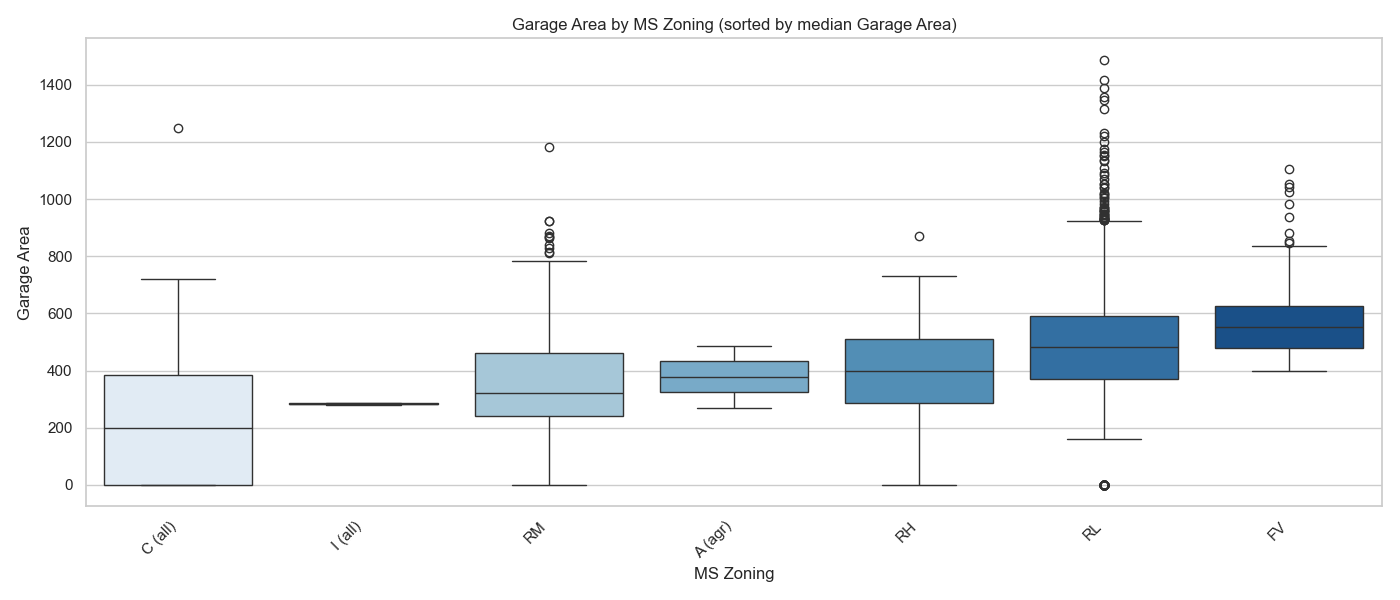 Garage Area by MS Zoning (sorted by median Garage Area)
1400
1200
1000
800
600
400
200
0
Garage Area
C (all)
I (all)
RM
A (agr)
RH
RL
FV
MS Zoning